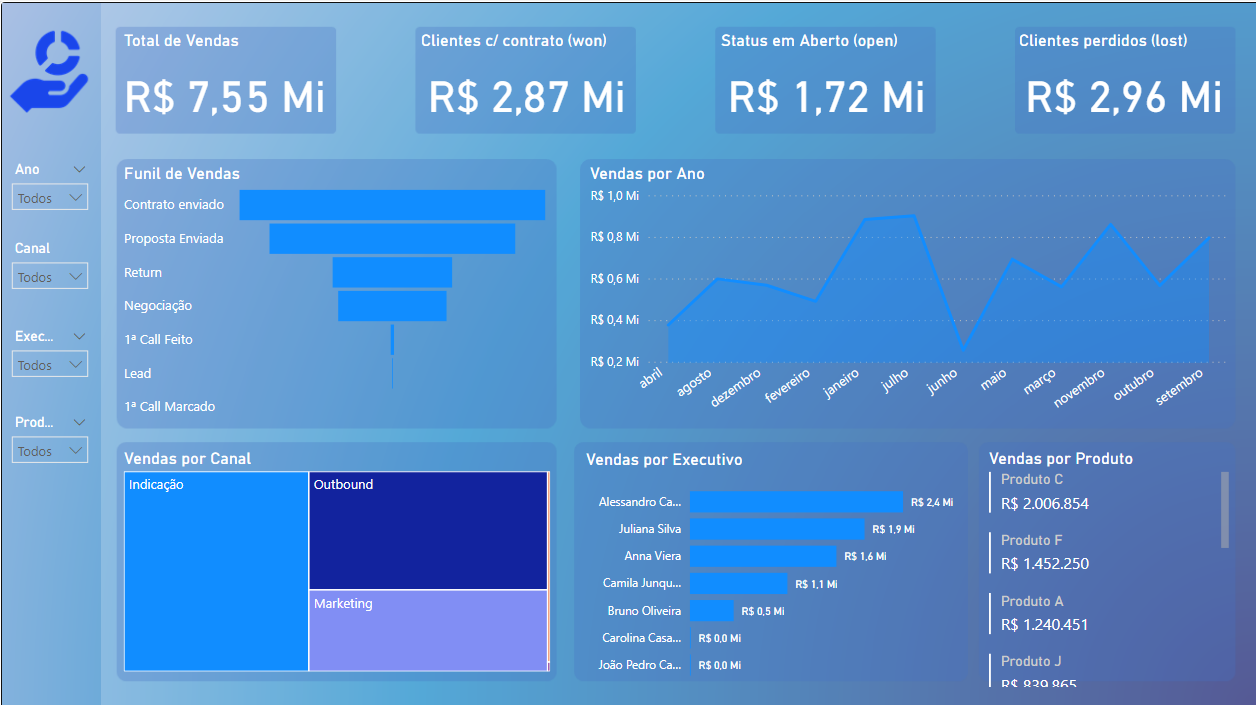 Total de Vendas
R$ 7,55 Mi
Clientes c/ contrato (won)
R$ 2,87 Mi
Status em Aberto (open)
R$ 1,72 Mi
Clientes perdidos (lost)
R$ 2,96 Mi
Ano
Todos
Canal
Todos
Exec...
Todos
Prod...
Todos
Funil de Vendas
Contrato enviado
Proposta Enviada
Return
Negociação
1ª Call Feito
Lead
1ª Call Marcado
Vendas por Ano
R$ 1,0 Mi
R$ 0,8 Mi
R$ 0,6 Mi
R$ 0,4 Mi
R$ 0,2 Mi
abril
agosto
dezembro
fevereiro
janeiro
julho
junho
maio
março
novembro
outubro
setembro
Vendas por Canal
Indicação
Outbound
Marketing
Vendas por Executivo
Alessandro Ca... R$ 2,4 Mi
Juliana Silva R$ 1,9 Mi
Anna Viera R$ 1,6 Mi
Camila Junqu... R$ 1,1 Mi
Bruno Oliveira R$ 0,5 Mi
Carolina Casa... R$ 0,0 Mi
João Pedro Ca... R$ 0,0 Mi
Vendas por Produto
Produto C
R$ 2.006.854
Produto F
R$ 1.452.250
Produto A
R$ 1.240.451
Produto J
R$ 839.865